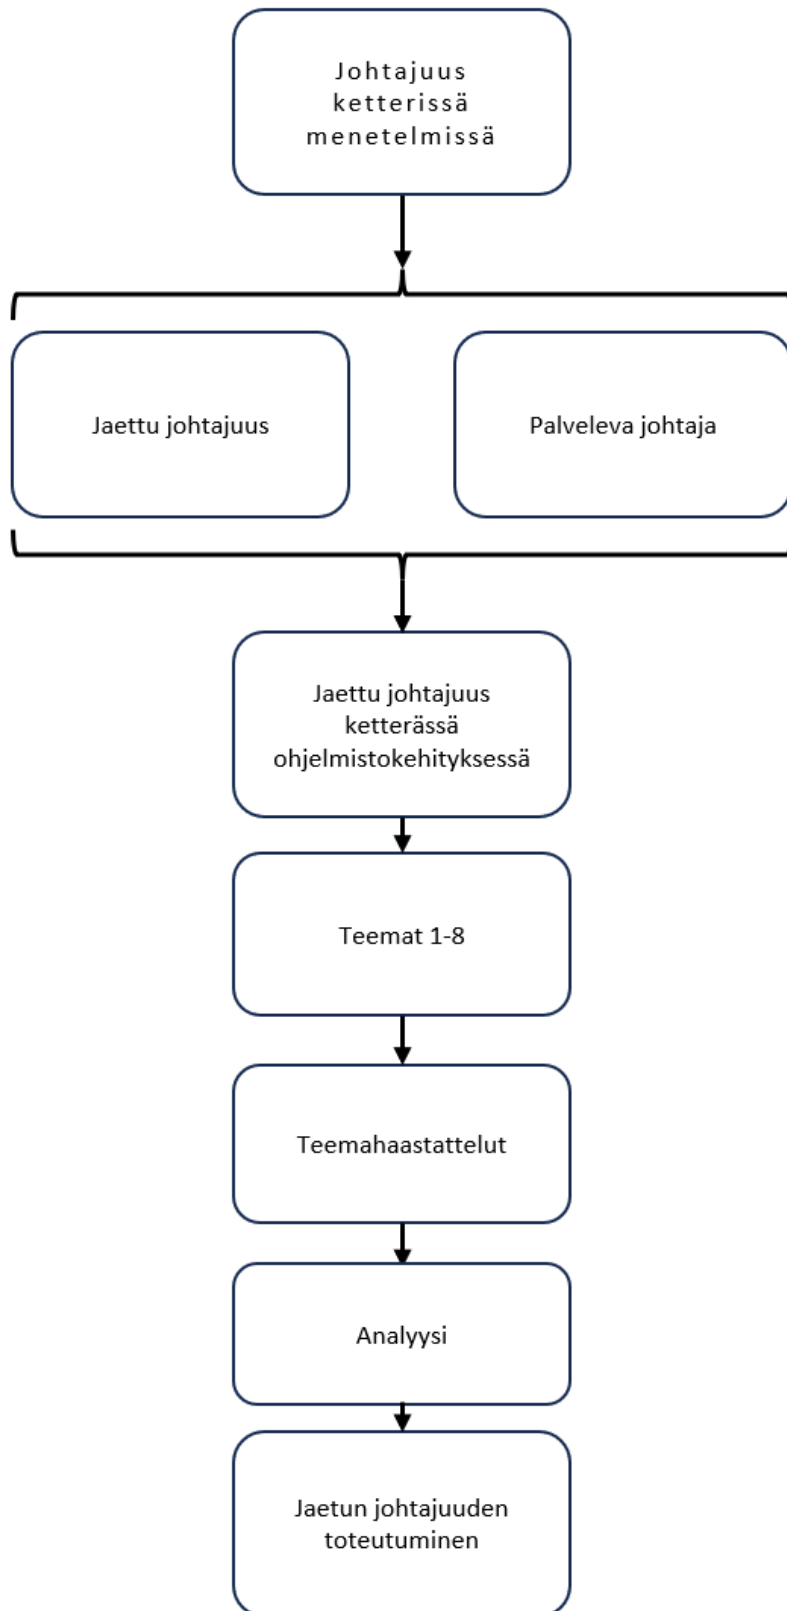 Johtajuus
ketterissä
menetelmissä
Jaettu johtajuus
Palveleva johtaja
Jaettu johtajuus
ketterässä
ohjelmistokehityksessä
Teemat 1-8
Teemahaastattelut
Analyysi
Jaetun johtajuuden
toteutuminen